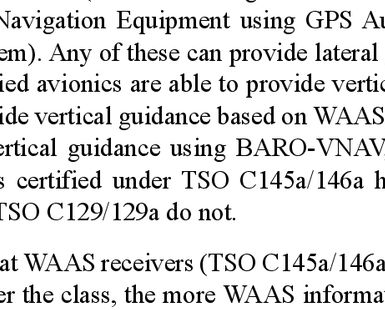 Navigation Equipment using GPS Au
em). Any of these can provide lateral
ied avionics are able to provide vertic
ide vertical guidance based on WAAS
ertical guidance using BARO-VNAV
s certified under TSO C145a/146a h
TSO C129/129a do not.
at WAAS receivers (TSO C145a/146a
er the class, the more WAAS informa